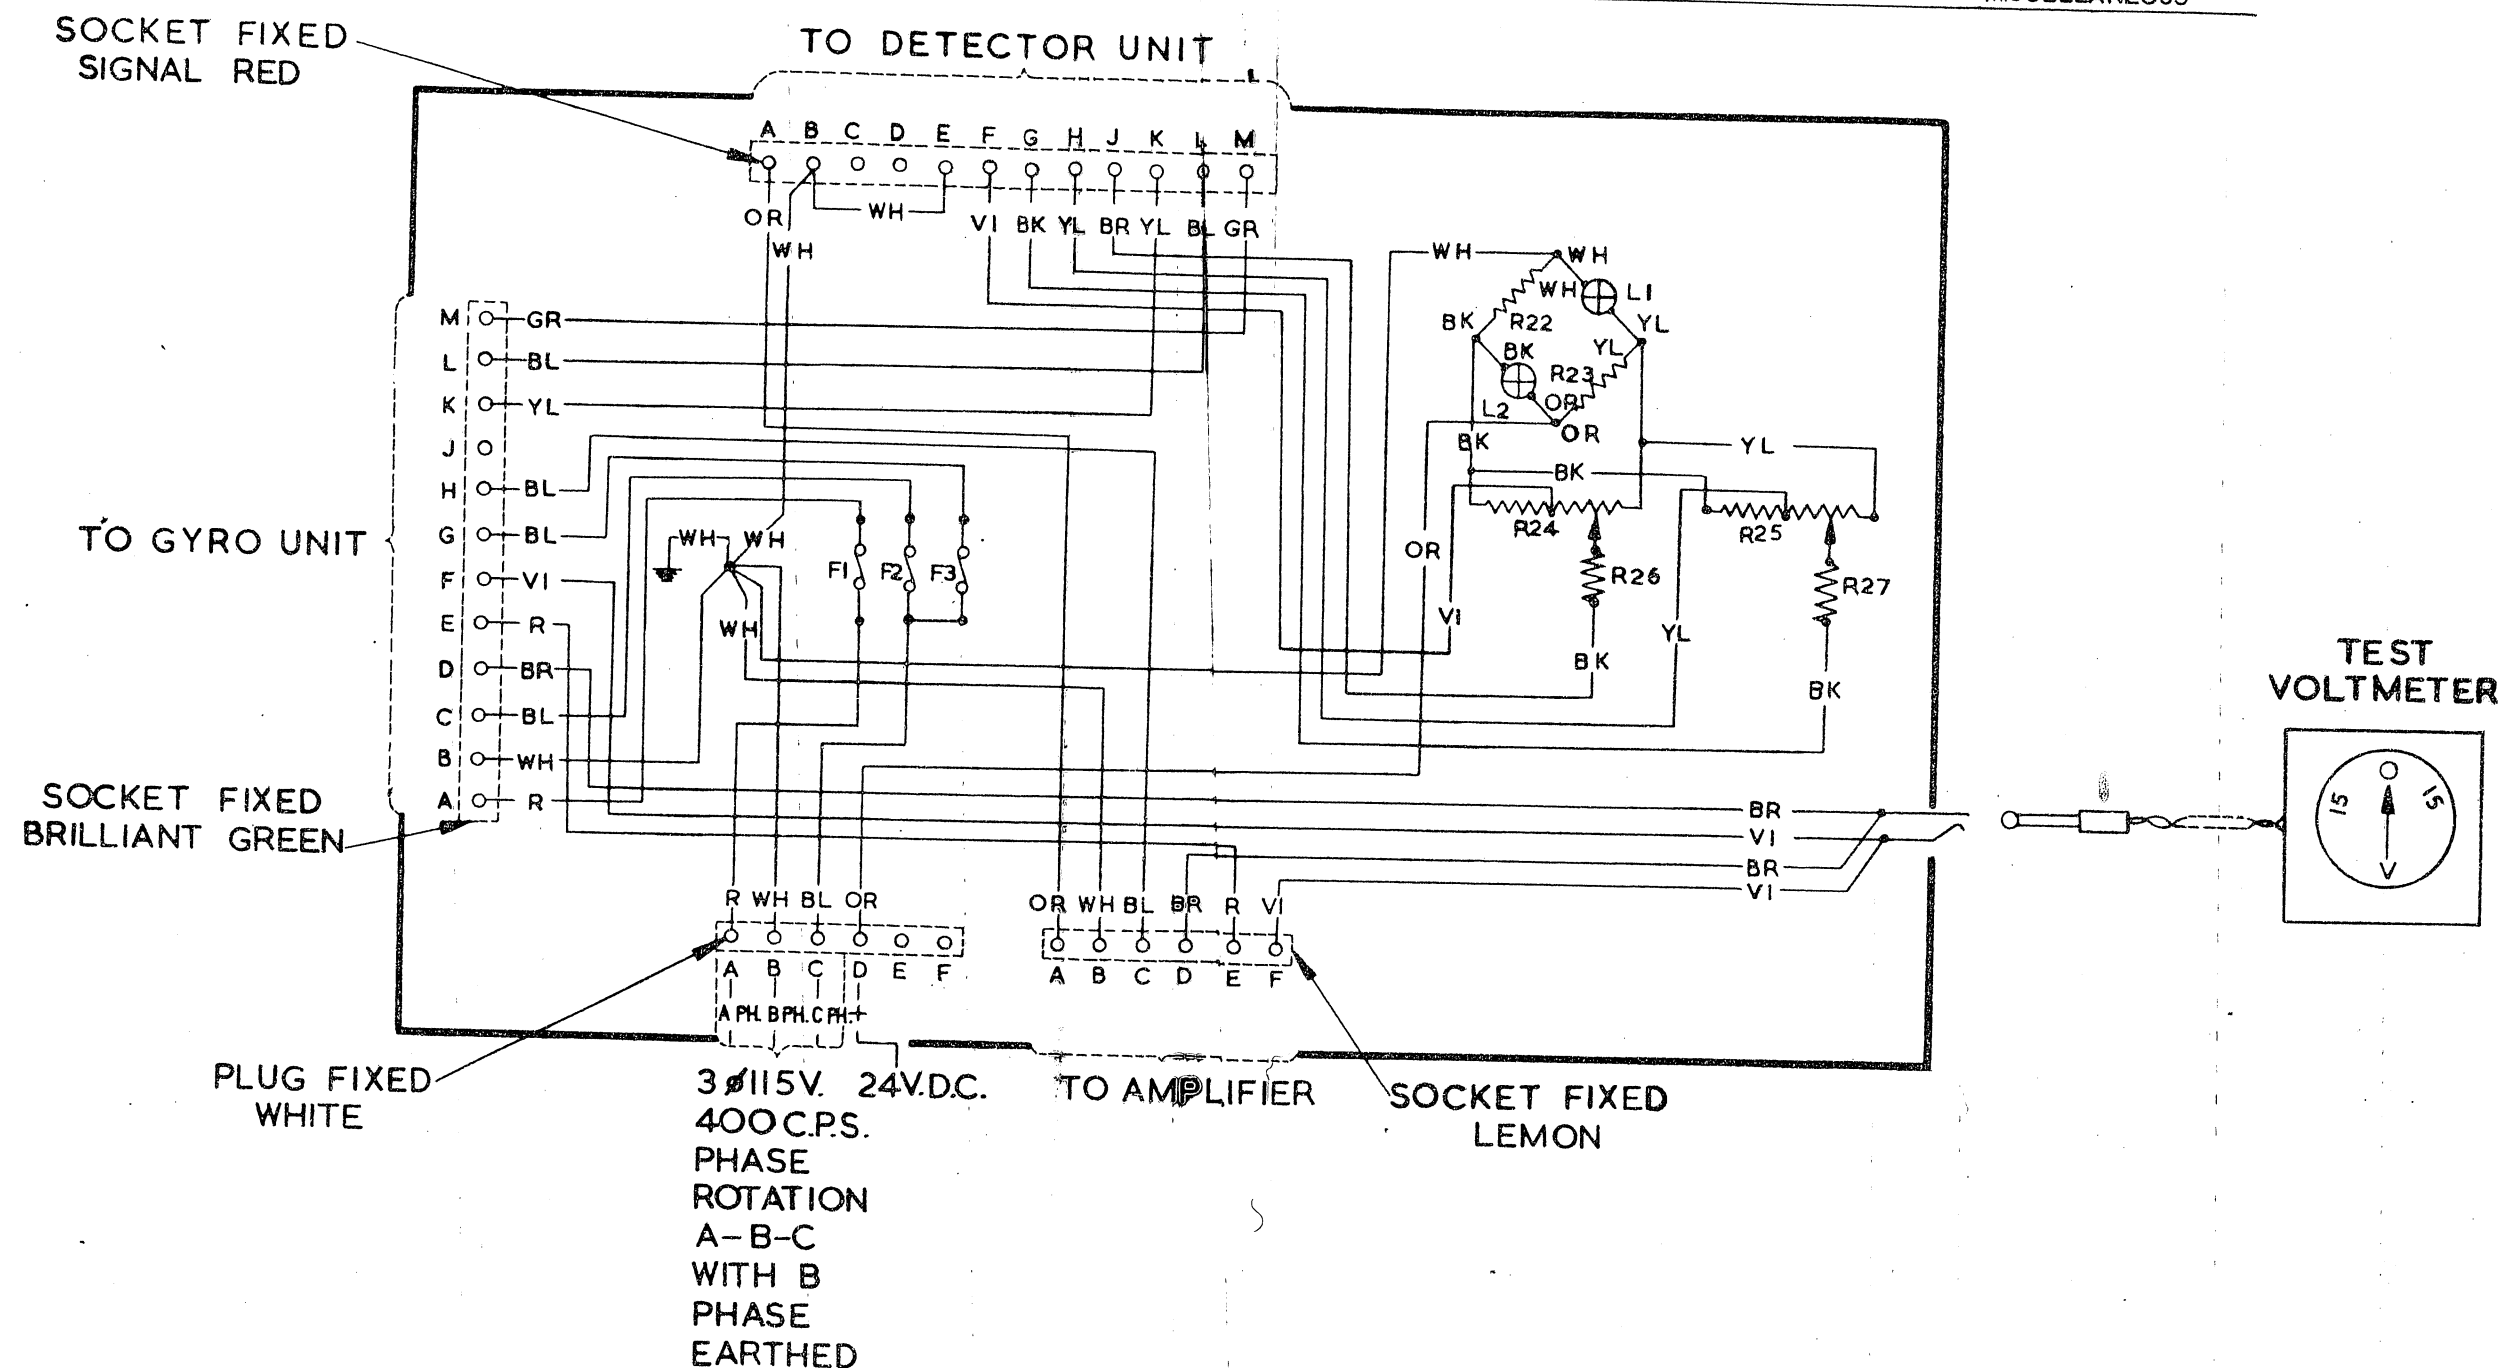 SOCKET FIXED
SIGNAL RED
TO DETECTOR UNIT
A B C D E F G H J K L M
OR WH WH VI BK YL BR YL BL GR
WH WH
WH L1
BK R22 YL
BK YL
R23
L2 OR
OR
BK
BK YL
R24 R25
OR
R26 R27
VI YL
BK BK
TO GYRO UNIT
M GR
L BL
K YL
J
H BL
G BL
F VI
E R
D BR
C BL
B WH
A R
WH WH
WH
F1 F2 F3
SOCKET FIXED
BRILLIANT GREEN
TEST
VOLTMETER
15 15
V
BR
VI
BR
VI
R WH BL OR
A B C D E F
A PH. B PH. C PH. +
OR WH BL BR R VI
A B C D E F
PLUG FIXED
WHITE
3 ø 115V. 24V.D.C.
400 C.P.S.
PHASE
ROTATION
A-B-C
WITH B
PHASE
EARTHED
TO AMPLIFIER
SOCKET FIXED
LEMON